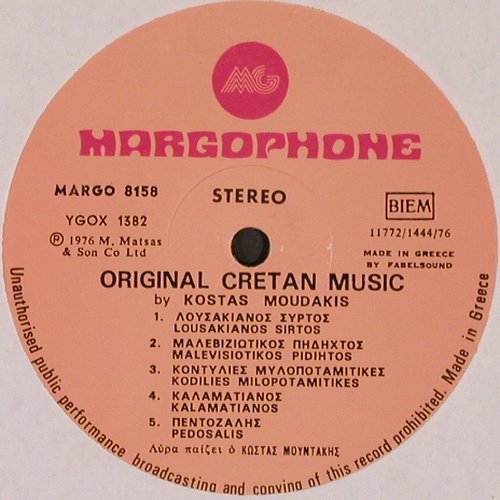 MG
MARGOPHONE
MARGO 8158
STEREO
BIEM
YGOX 1382
11772/1444/76
Ⓟ 1976 M. Matsas
& Son Co Ltd
MADE IN GREECE
BY FABELSOUND
ORIGINAL CRETAN MUSIC
by KOSTAS MOUDAKIS
1. ΛΟΥΣΑΚΙΑΝΟΣ ΣΥΡΤΟΣ
LOUSAKIANOS SIRTOS
2. ΜΑΛΕΒΙΖΙΩΤΙΚΟΣ ΠΗΔΗΧΤΟΣ
MALEVISIOTIKOS PIDIHTOS
3. ΚΟΝΤΥΛΙΕΣ ΜΥΛΟΠΟΤΑΜΙΤΙΚΕΣ
KODILIES MILOPOTAMITIKES
4. ΚΑΛΑΜΑΤΙΑΝΟΣ
KALAMATIANOS
5. ΠΕΝΤΟΖΑΛΗΣ
PEDOSALIS
Λύρα παίζει ὁ ΚΩΣΤΑΣ ΜΟΥΝΤΑΚΗΣ
Unauthorised public performance broadcasting and copying of this record prohibited. Made in Greece